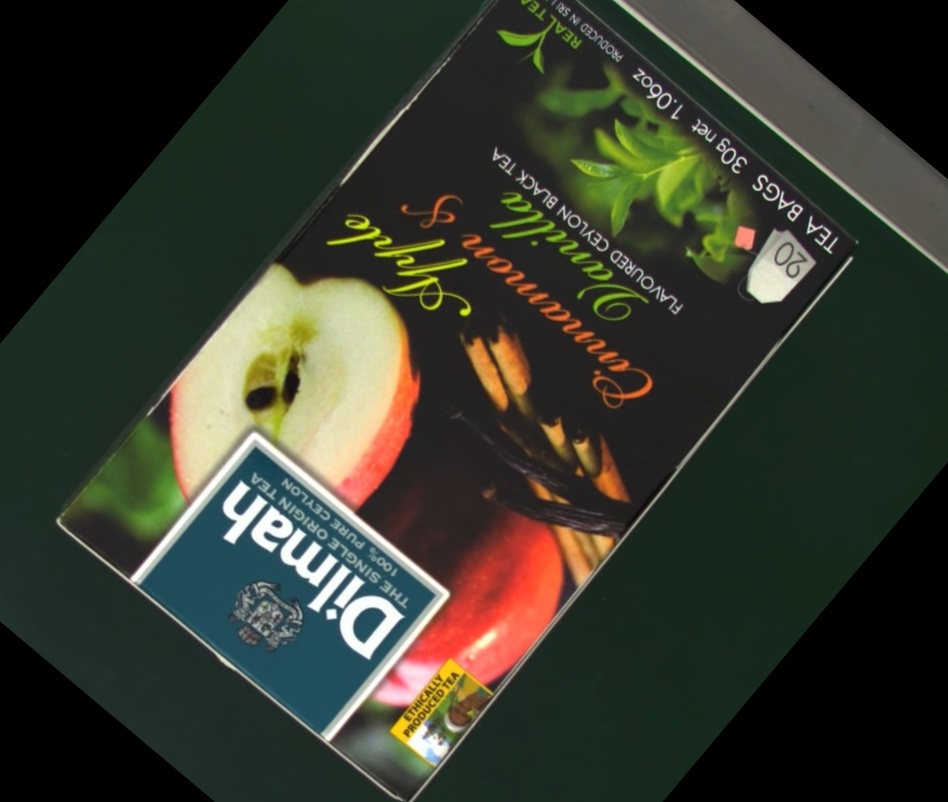 Dilmah
THE SINGLE ORIGIN TEA
100% PURE CEYLON
ETHICALLY
PRODUCED TEA
Apple
Cinnamon &
Vanilla
FLAVOURED CEYLON BLACK TEA
20
TEA BAGS 30g net 1.06oz
REAL TEA
PRODUCED IN SRI